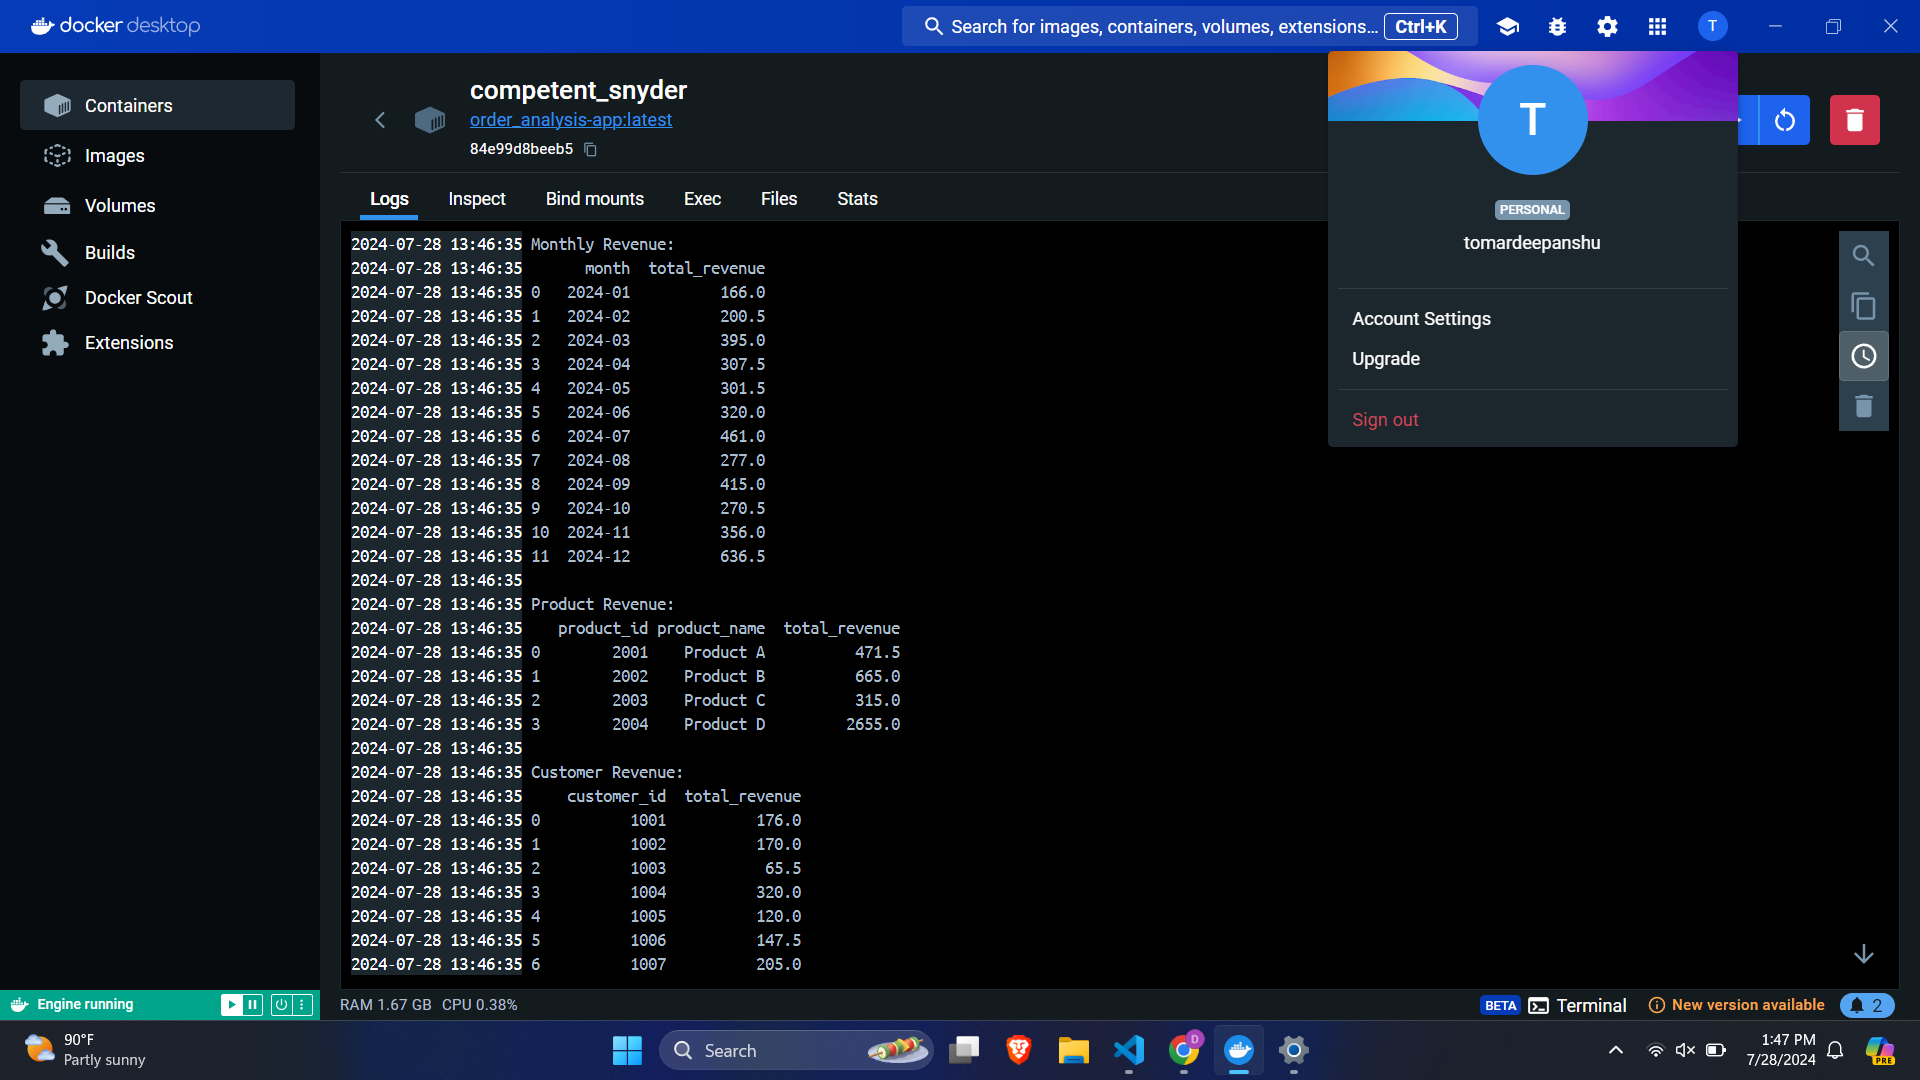 docker desktop
Search for images, containers, volumes, extensions... Ctrl+K
T
Containers
Images
Volumes
Builds
Docker Scout
Extensions
competent_snyder
order_analysis-app:latest
84e99d8beeb5
T
PERSONAL
tomardeepanshu
Account Settings
Upgrade
Sign out
Logs Inspect Bind mounts Exec Files Stats
2024-07-28 13:46:35 Monthly Revenue:
2024-07-28 13:46:35 month total_revenue
2024-07-28 13:46:35 0 2024-01 166.0
2024-07-28 13:46:35 1 2024-02 200.5
2024-07-28 13:46:35 2 2024-03 395.0
2024-07-28 13:46:35 3 2024-04 307.5
2024-07-28 13:46:35 4 2024-05 301.5
2024-07-28 13:46:35 5 2024-06 320.0
2024-07-28 13:46:35 6 2024-07 461.0
2024-07-28 13:46:35 7 2024-08 277.0
2024-07-28 13:46:35 8 2024-09 415.0
2024-07-28 13:46:35 9 2024-10 270.5
2024-07-28 13:46:35 10 2024-11 356.0
2024-07-28 13:46:35 11 2024-12 636.5
2024-07-28 13:46:35
2024-07-28 13:46:35 Product Revenue:
2024-07-28 13:46:35 product_id product_name total_revenue
2024-07-28 13:46:35 0 2001 Product A 471.5
2024-07-28 13:46:35 1 2002 Product B 665.0
2024-07-28 13:46:35 2 2003 Product C 315.0
2024-07-28 13:46:35 3 2004 Product D 2655.0
2024-07-28 13:46:35
2024-07-28 13:46:35 Customer Revenue:
2024-07-28 13:46:35 customer_id total_revenue
2024-07-28 13:46:35 0 1001 176.0
2024-07-28 13:46:35 1 1002 170.0
2024-07-28 13:46:35 2 1003 65.5
2024-07-28 13:46:35 3 1004 320.0
2024-07-28 13:46:35 4 1005 120.0
2024-07-28 13:46:35 5 1006 147.5
2024-07-28 13:46:35 6 1007 205.0
Engine running
RAM 1.67 GB CPU 0.38%
BETA Terminal
New version available
2
90°F
Partly sunny
Search
D
1:47 PM
7/28/2024
PRE